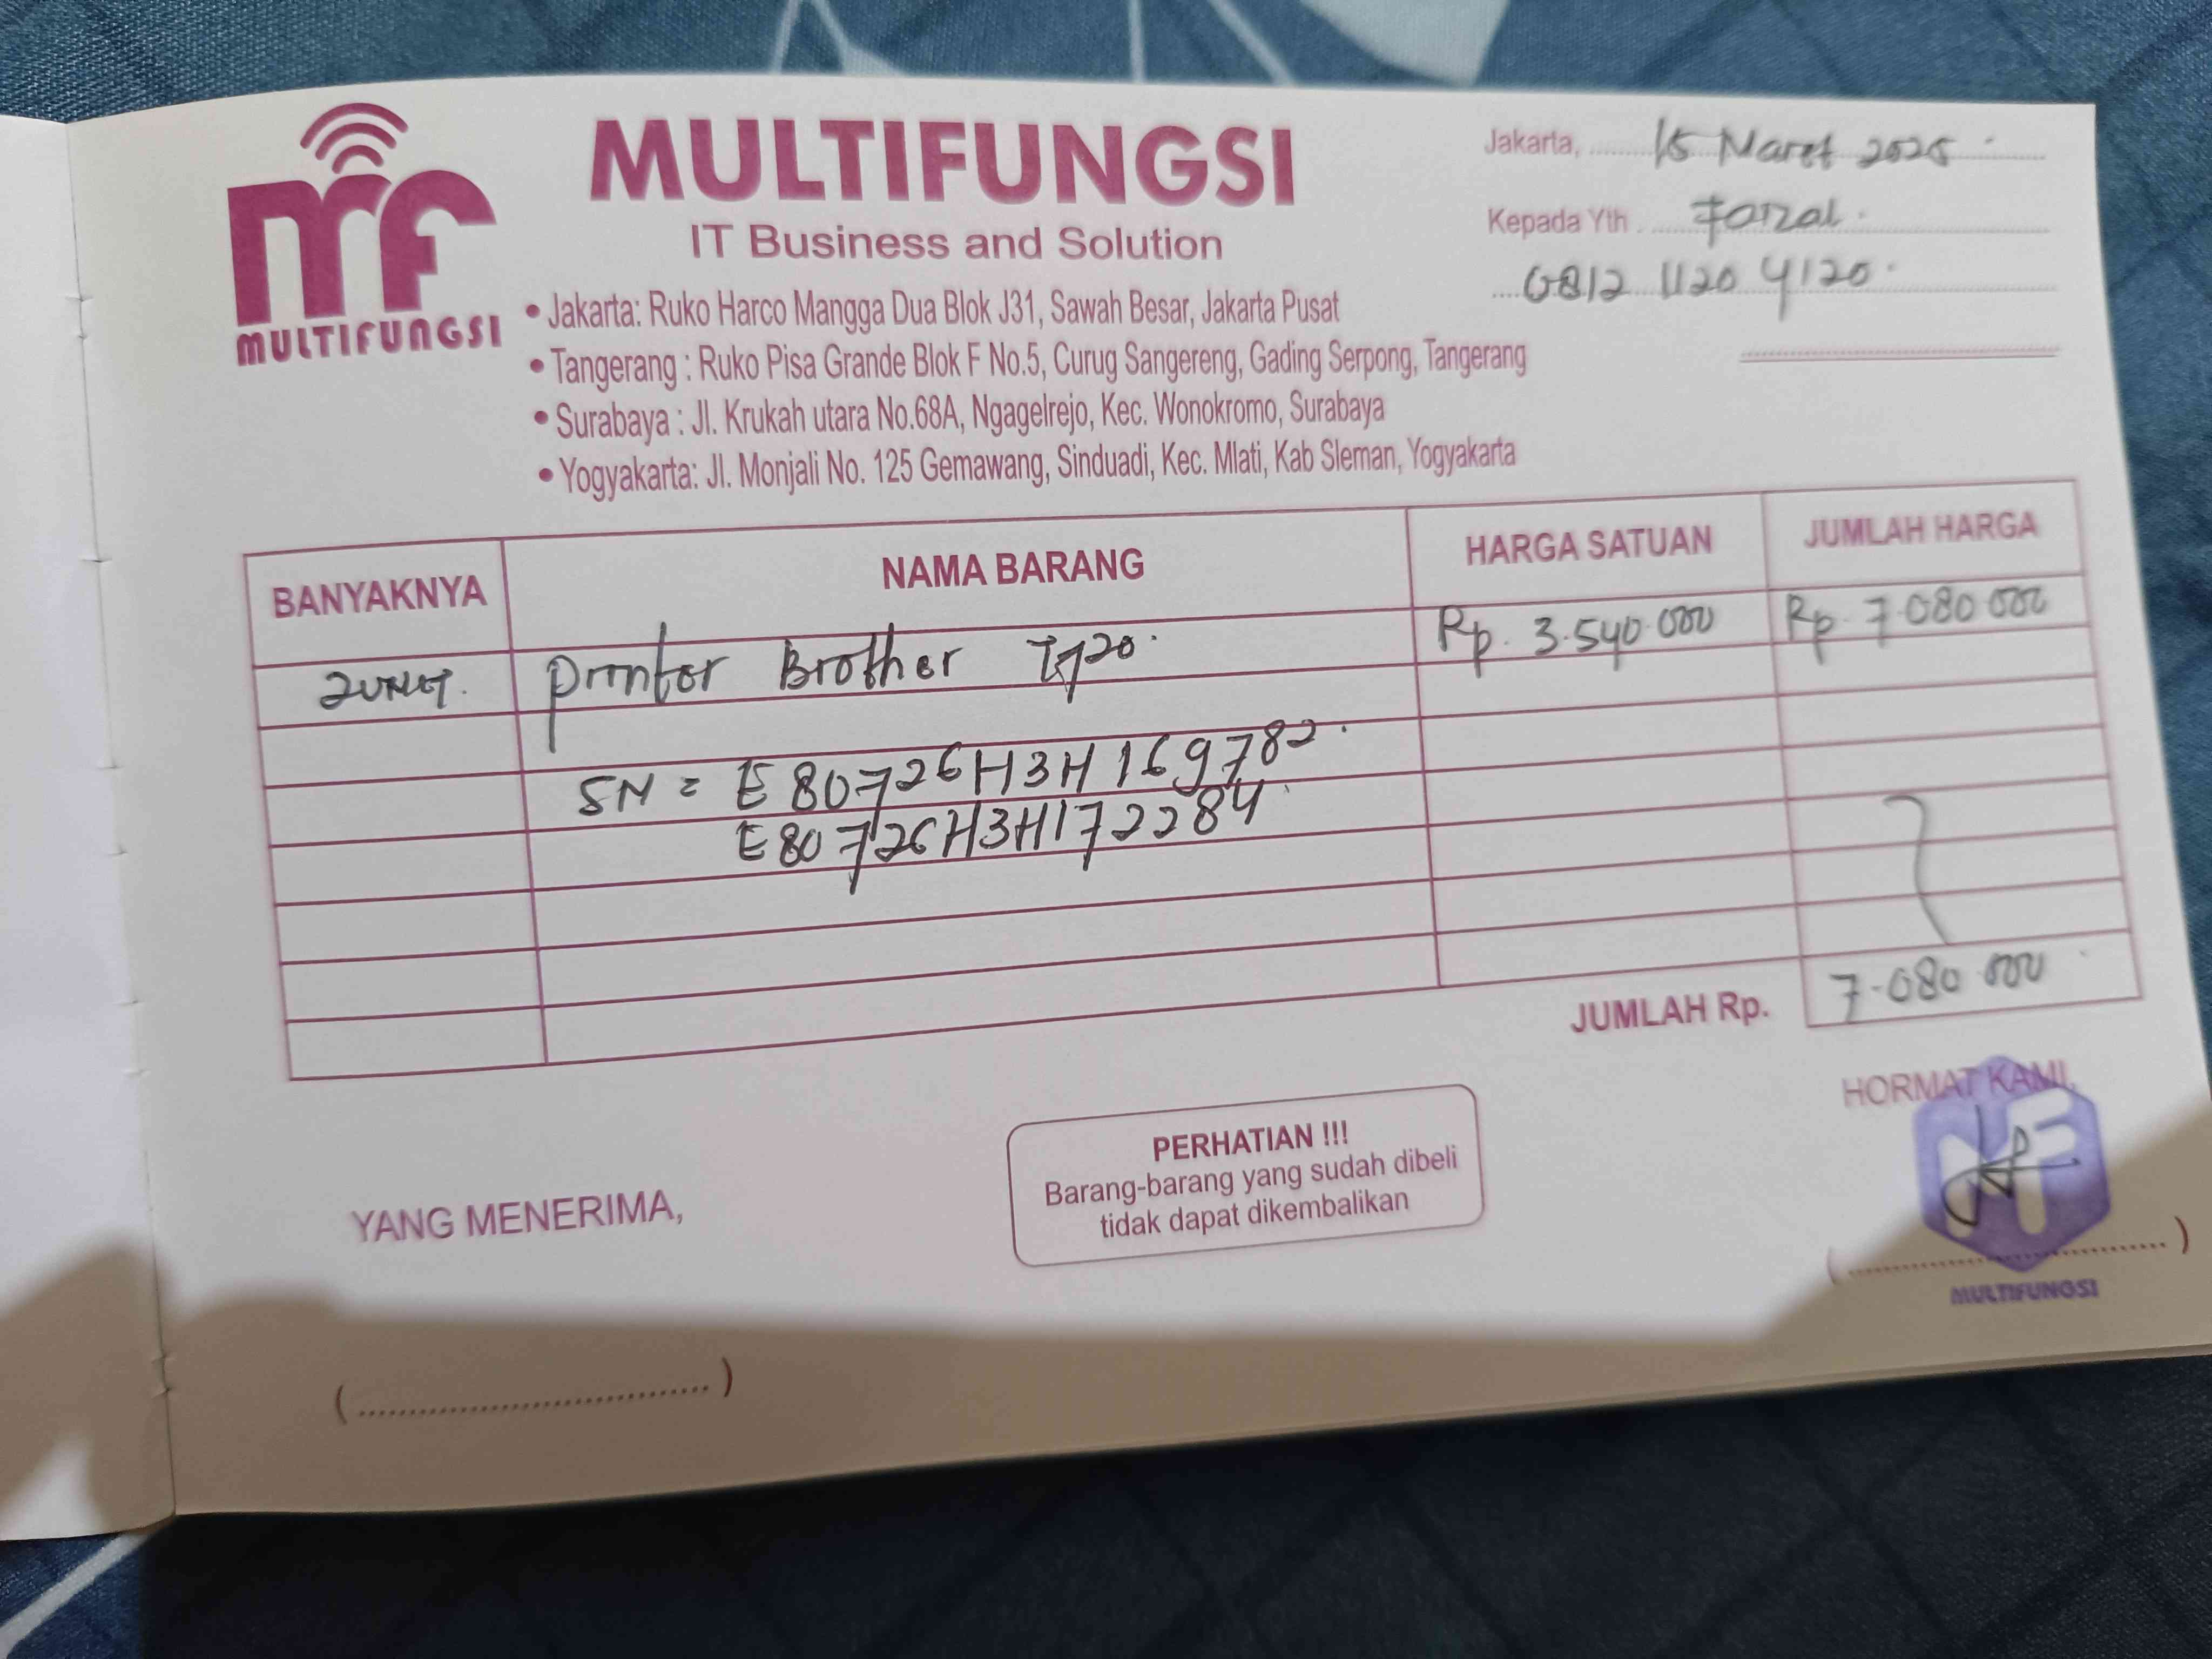 MULTIFUNGSI
MULTIFUNGSI
IT Business and Solution
• Jakarta: Ruko Harco Mangga Dua Blok J31, Sawah Besar, Jakarta Pusat
• Tangerang : Ruko Pisa Grande Blok F No.5, Curug Sangereng, Gading Serpong, Tangerang
• Surabaya : Jl. Krukah utara No.68A, Ngagelrejo, Kec. Wonokromo, Surabaya
• Yogyakarta: Jl. Monjali No. 125 Gemawang, Sinduadi, Kec. Mlati, Kab Sleman, Yogyakarta
Jakarta, 15 Maret 2025
Kepada Yth.
0812 1120 4120
BANYAKNYA NAMA BARANG HARGA SATUAN JUMLAH HARGA
2 unit. Printer Brother T720. Rp. 3.540.000 Rp. 7.080.000
SN = E80726H3H169782.
E80726H3H172284
JUMLAH Rp. 7.080.000
HORMAT KAMI,
PERHATIAN !!!
Barang-barang yang sudah dibeli
tidak dapat dikembalikan
YANG MENERIMA,
MULTIFUNGSI